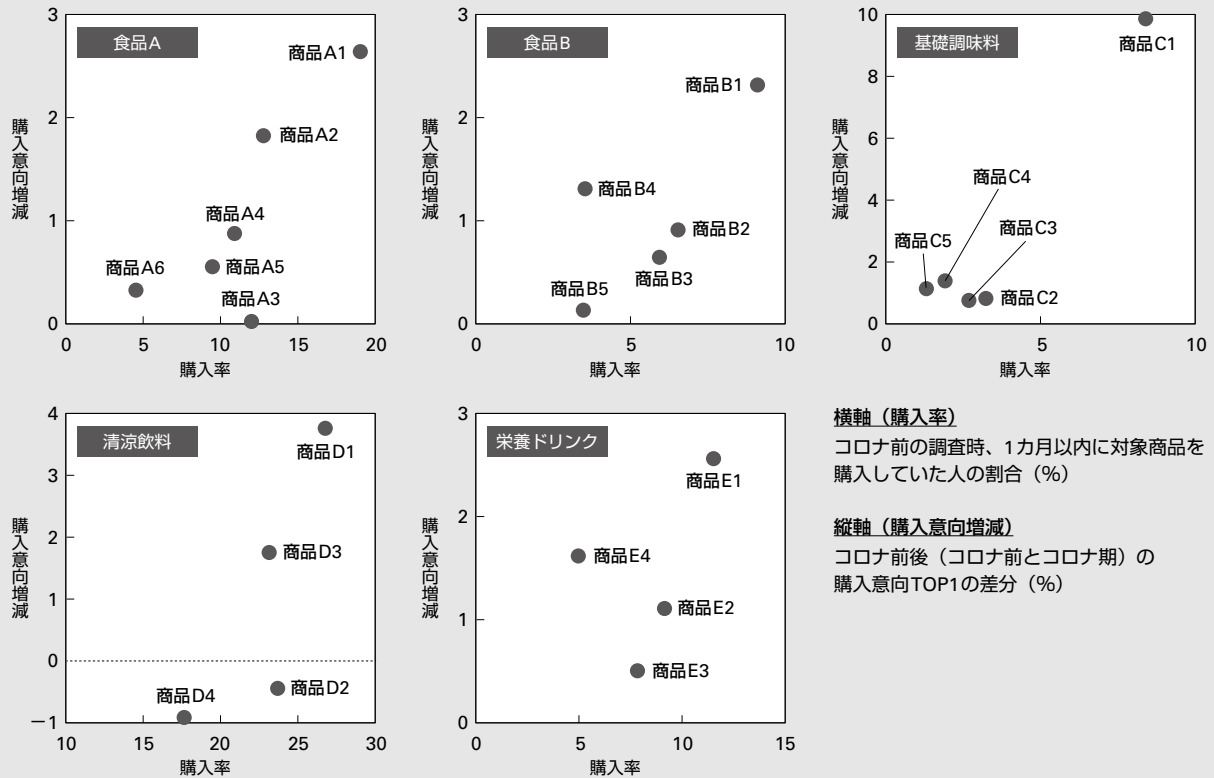 食品A
3
2
1
0
0
5
10
15
20
購入意向増減
購入率
商品A1
商品A2
商品A4
商品A5
商品A6
商品A3
食品B
3
2
1
0
0
5
10
購入意向増減
購入率
商品B1
商品B4
商品B2
商品B3
商品B5
基礎調味料
10
8
6
4
2
0
0
5
10
購入意向増減
購入率
商品C1
商品C4
商品C3
商品C5
商品C2
清涼飲料
4
3
2
1
0
−1
10
15
20
25
30
購入意向増減
購入率
商品D1
商品D3
商品D4
商品D2
栄養ドリンク
3
2
1
0
0
5
10
15
購入意向増減
購入率
商品E1
商品E4
商品E2
商品E3
横軸（購入率）
コロナ前の調査時、1カ月以内に対象商品を
購入していた人の割合（%）
縦軸（購入意向増減）
コロナ前後（コロナ前とコロナ期）の
購入意向TOP1の差分（%）